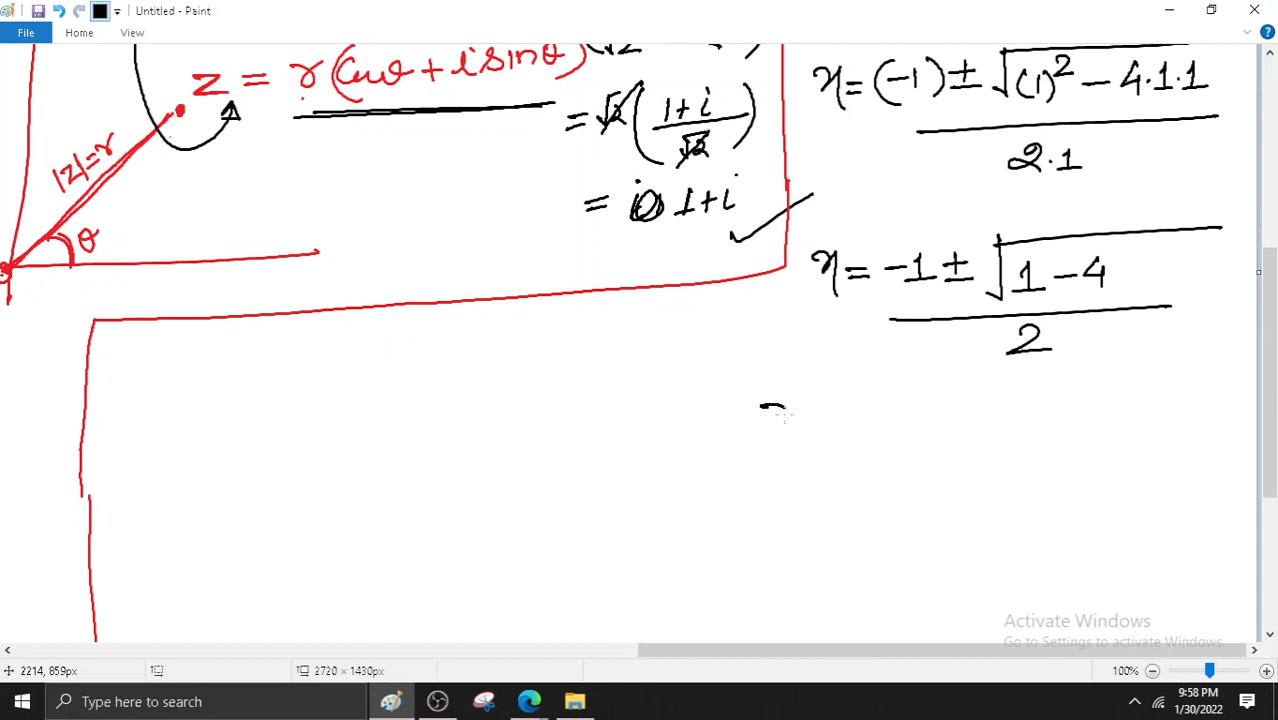 Untitled - Paint
File Home View
z = r(cosθ + i sinθ)
|z|=r
θ
= √2 (1+i / √2)
= 1+i
x = (-1) ± √(1)² - 4·1·1
2·1
x = -1 ± √1 - 4
2
Activate Windows
Go to Settings to activate Windows.
2214, 859px
2720 × 1430px
100%
Type here to search
9:58 PM
1/30/2022